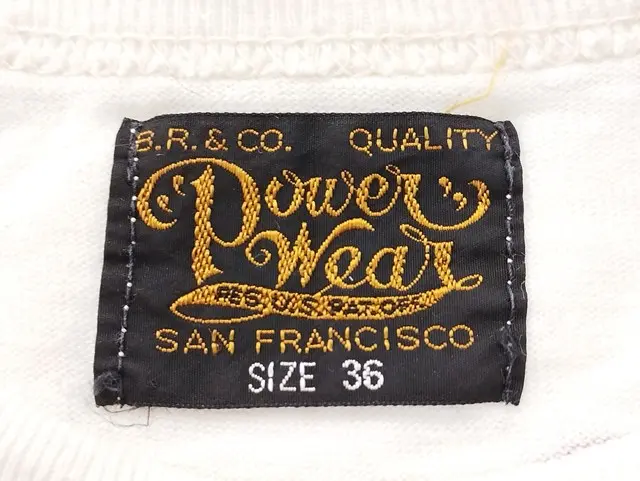 B.R. & CO. QUALITY
Power
Wear
REG. U.S. PAT. OFF.
SAN FRANCISCO
SIZE 36